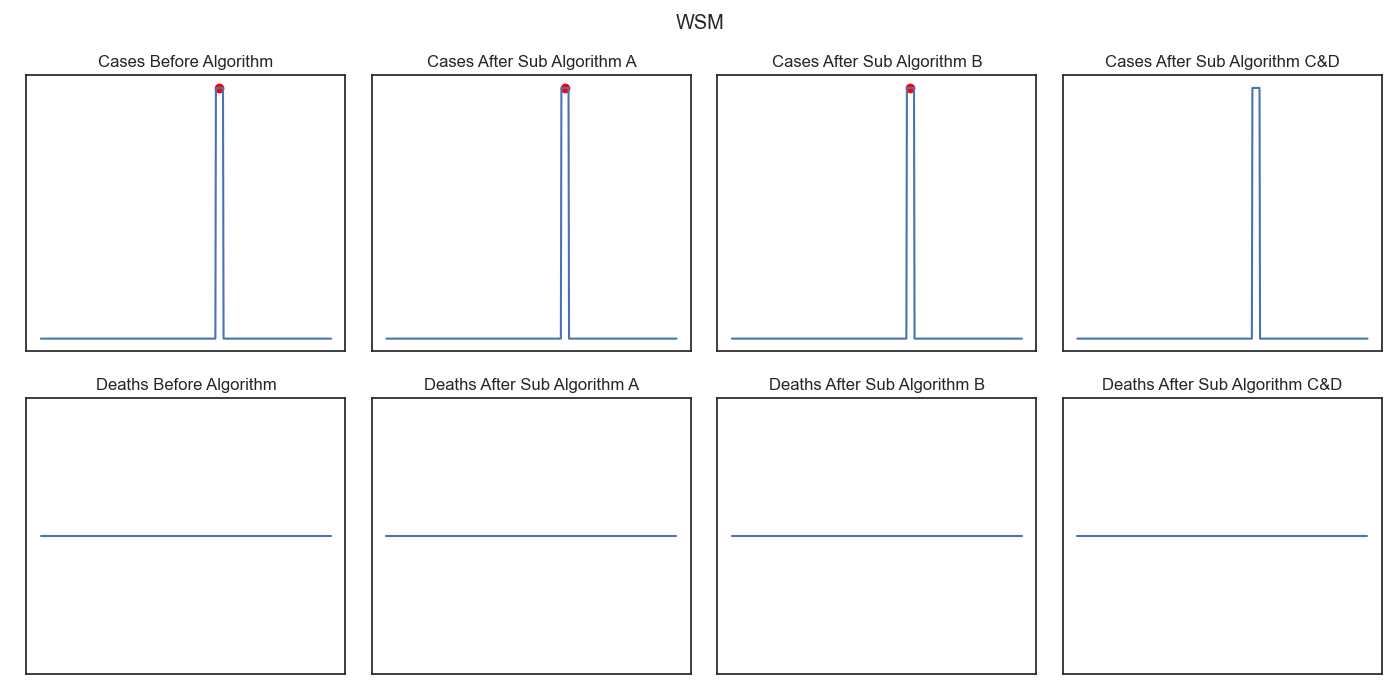 WSM
Cases Before Algorithm
Cases After Sub Algorithm A
Cases After Sub Algorithm B
Cases After Sub Algorithm C&D
Deaths Before Algorithm
Deaths After Sub Algorithm A
Deaths After Sub Algorithm B
Deaths After Sub Algorithm C&D